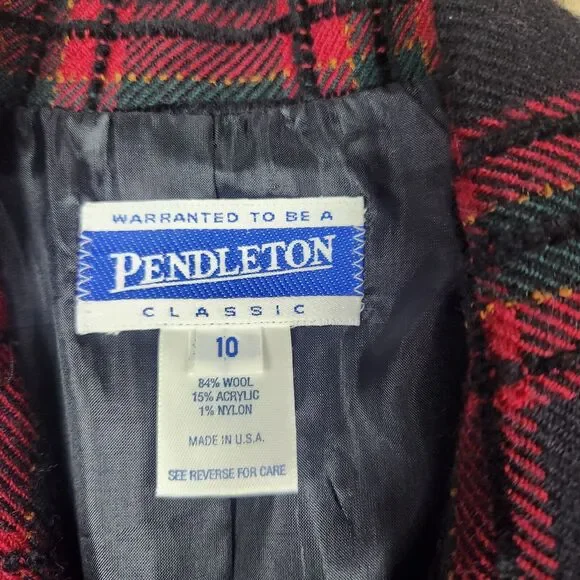 WARRANTED TO BE A
PENDLETON
CLASSIC
10
84% WOOL
15% ACRYLIC
1% NYLON
MADE IN U.S.A.
SEE REVERSE FOR CARE